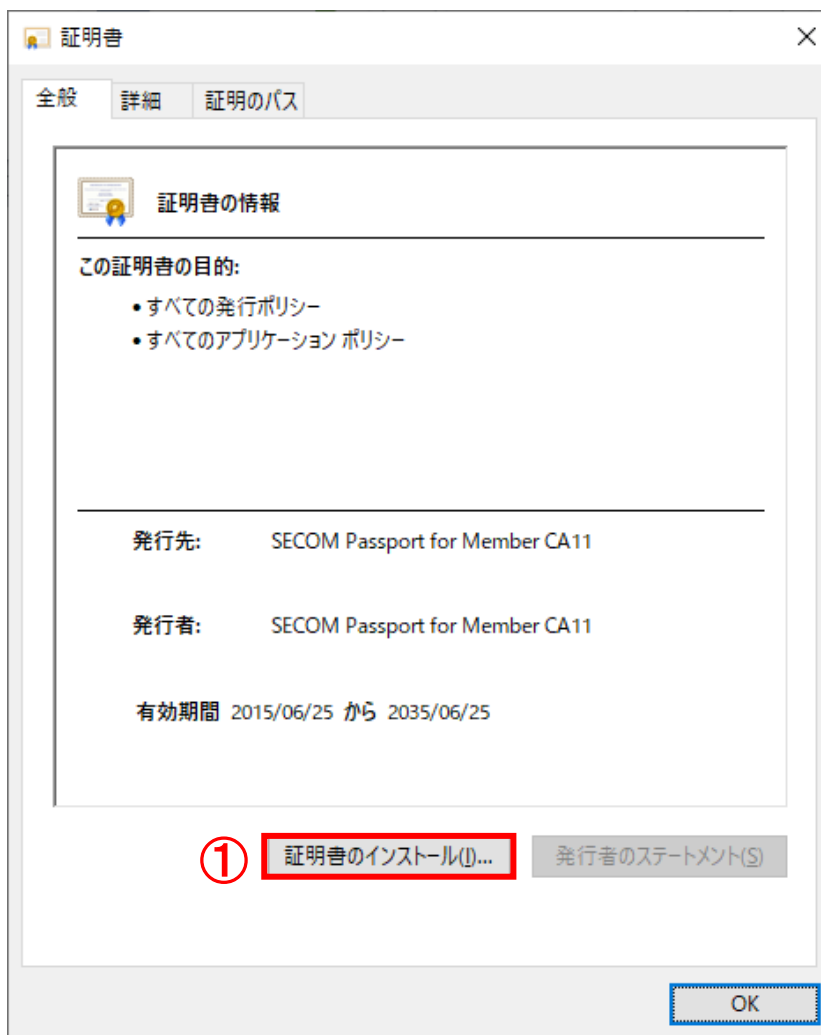 証明書
全般 詳細 証明のパス
証明書の情報
この証明書の目的:
• すべての発行ポリシー
• すべてのアプリケーション ポリシー
発行先: SECOM Passport for Member CA11
発行者: SECOM Passport for Member CA11
有効期間 2015/06/25 から 2035/06/25
① 証明書のインストール(I)... 発行者のステートメント(S)
OK